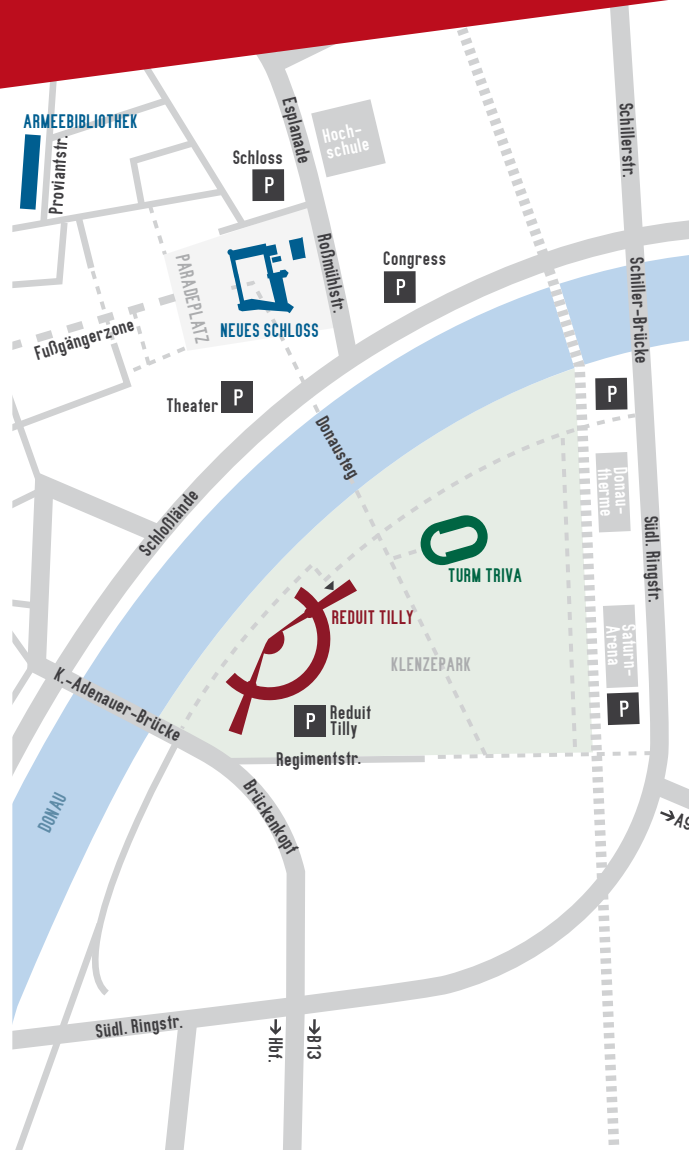 ARMEEBIBLIOTHEK
Proviantstr.
Esplanade
Hoch-
schule
Schillerstr.
Schloss
P
Roßmühlstr.
Congress
P
Schiller-Brücke
PARADEPLATZ
NEUES SCHLOSS
Fußgängerzone
Theater P
P
Donausteg
Donau-
therme
Schloßlände
Südl. Ringstr.
TURM TRIVA
REDUIT TILLY
KLENZEPARK
Saturn-
Arena
P
K.-Adenauer-Brücke
P Reduit
Tilly
Regimentstr.
DONAU
Brückenkopf
→A9
Südl. Ringstr.
→Hbf.
→B13